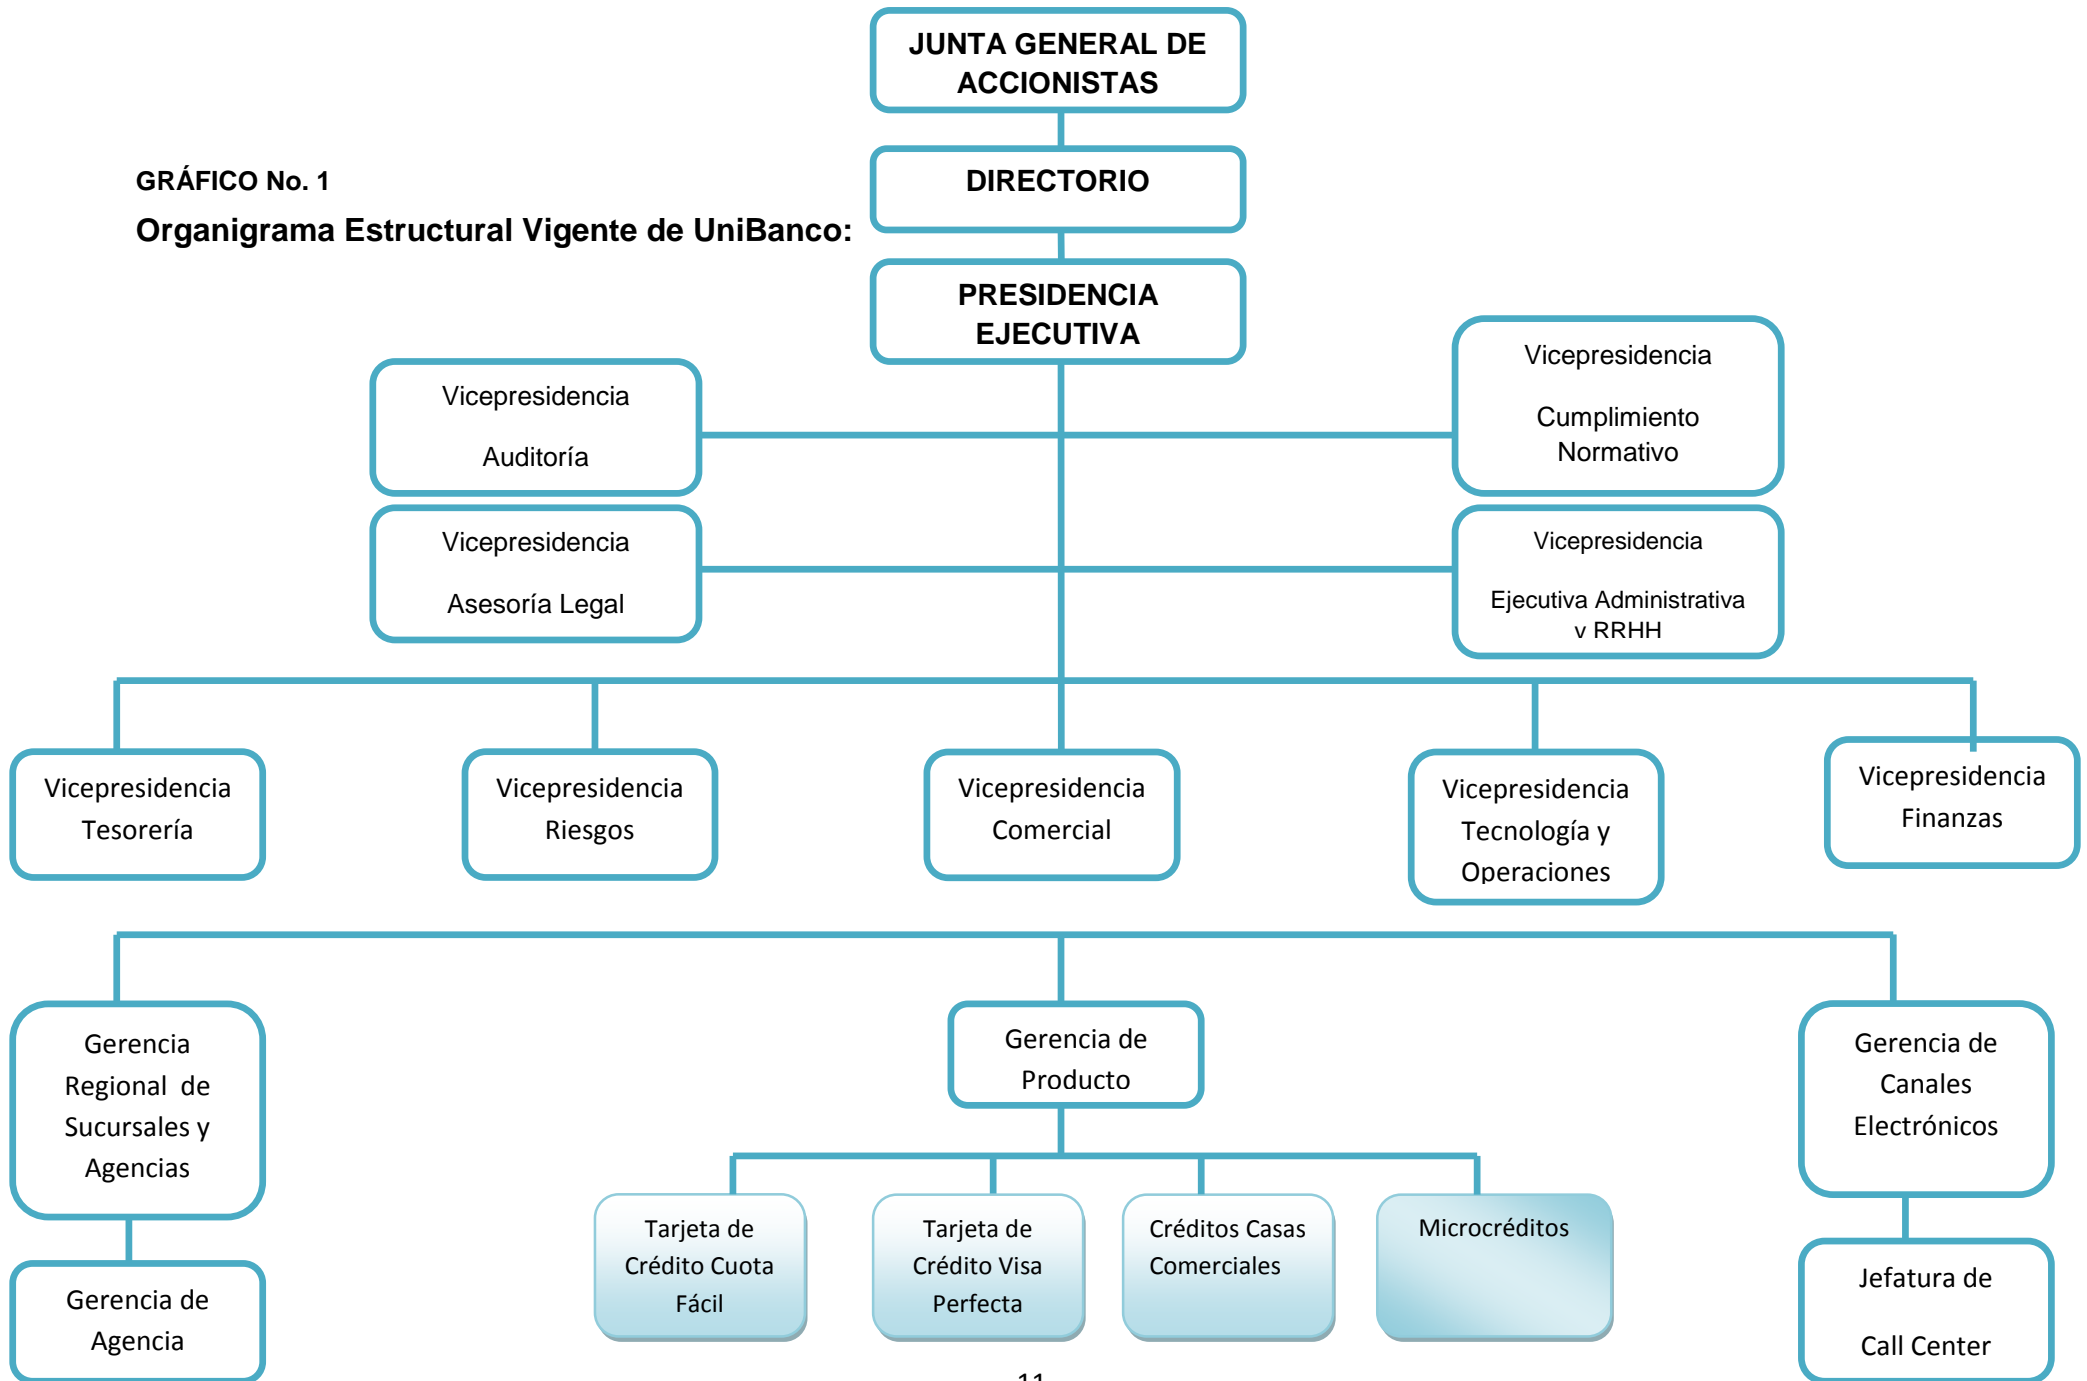 JUNTA GENERAL DE
ACCIONISTAS
GRÁFICO No. 1
Organigrama Estructural Vigente de UniBanco:
DIRECTORIO
PRESIDENCIA
EJECUTIVA
Vicepresidencia
Auditoría
Vicepresidencia
Cumplimiento
Normativo
Vicepresidencia
Asesoría Legal
Vicepresidencia
Ejecutiva Administrativa
y RRHH
Vicepresidencia
Tesorería
Vicepresidencia
Riesgos
Vicepresidencia
Comercial
Vicepresidencia
Tecnología y
Operaciones
Vicepresidencia
Finanzas
Gerencia
Regional de
Sucursales y
Agencias
Gerencia de
Producto
Gerencia de
Canales
Electrónicos
Tarjeta de
Crédito Cuota
Fácil
Tarjeta de
Crédito Visa
Perfecta
Créditos Casas
Comerciales
Microcréditos
Gerencia de
Agencia
Jefatura de
Call Center
11